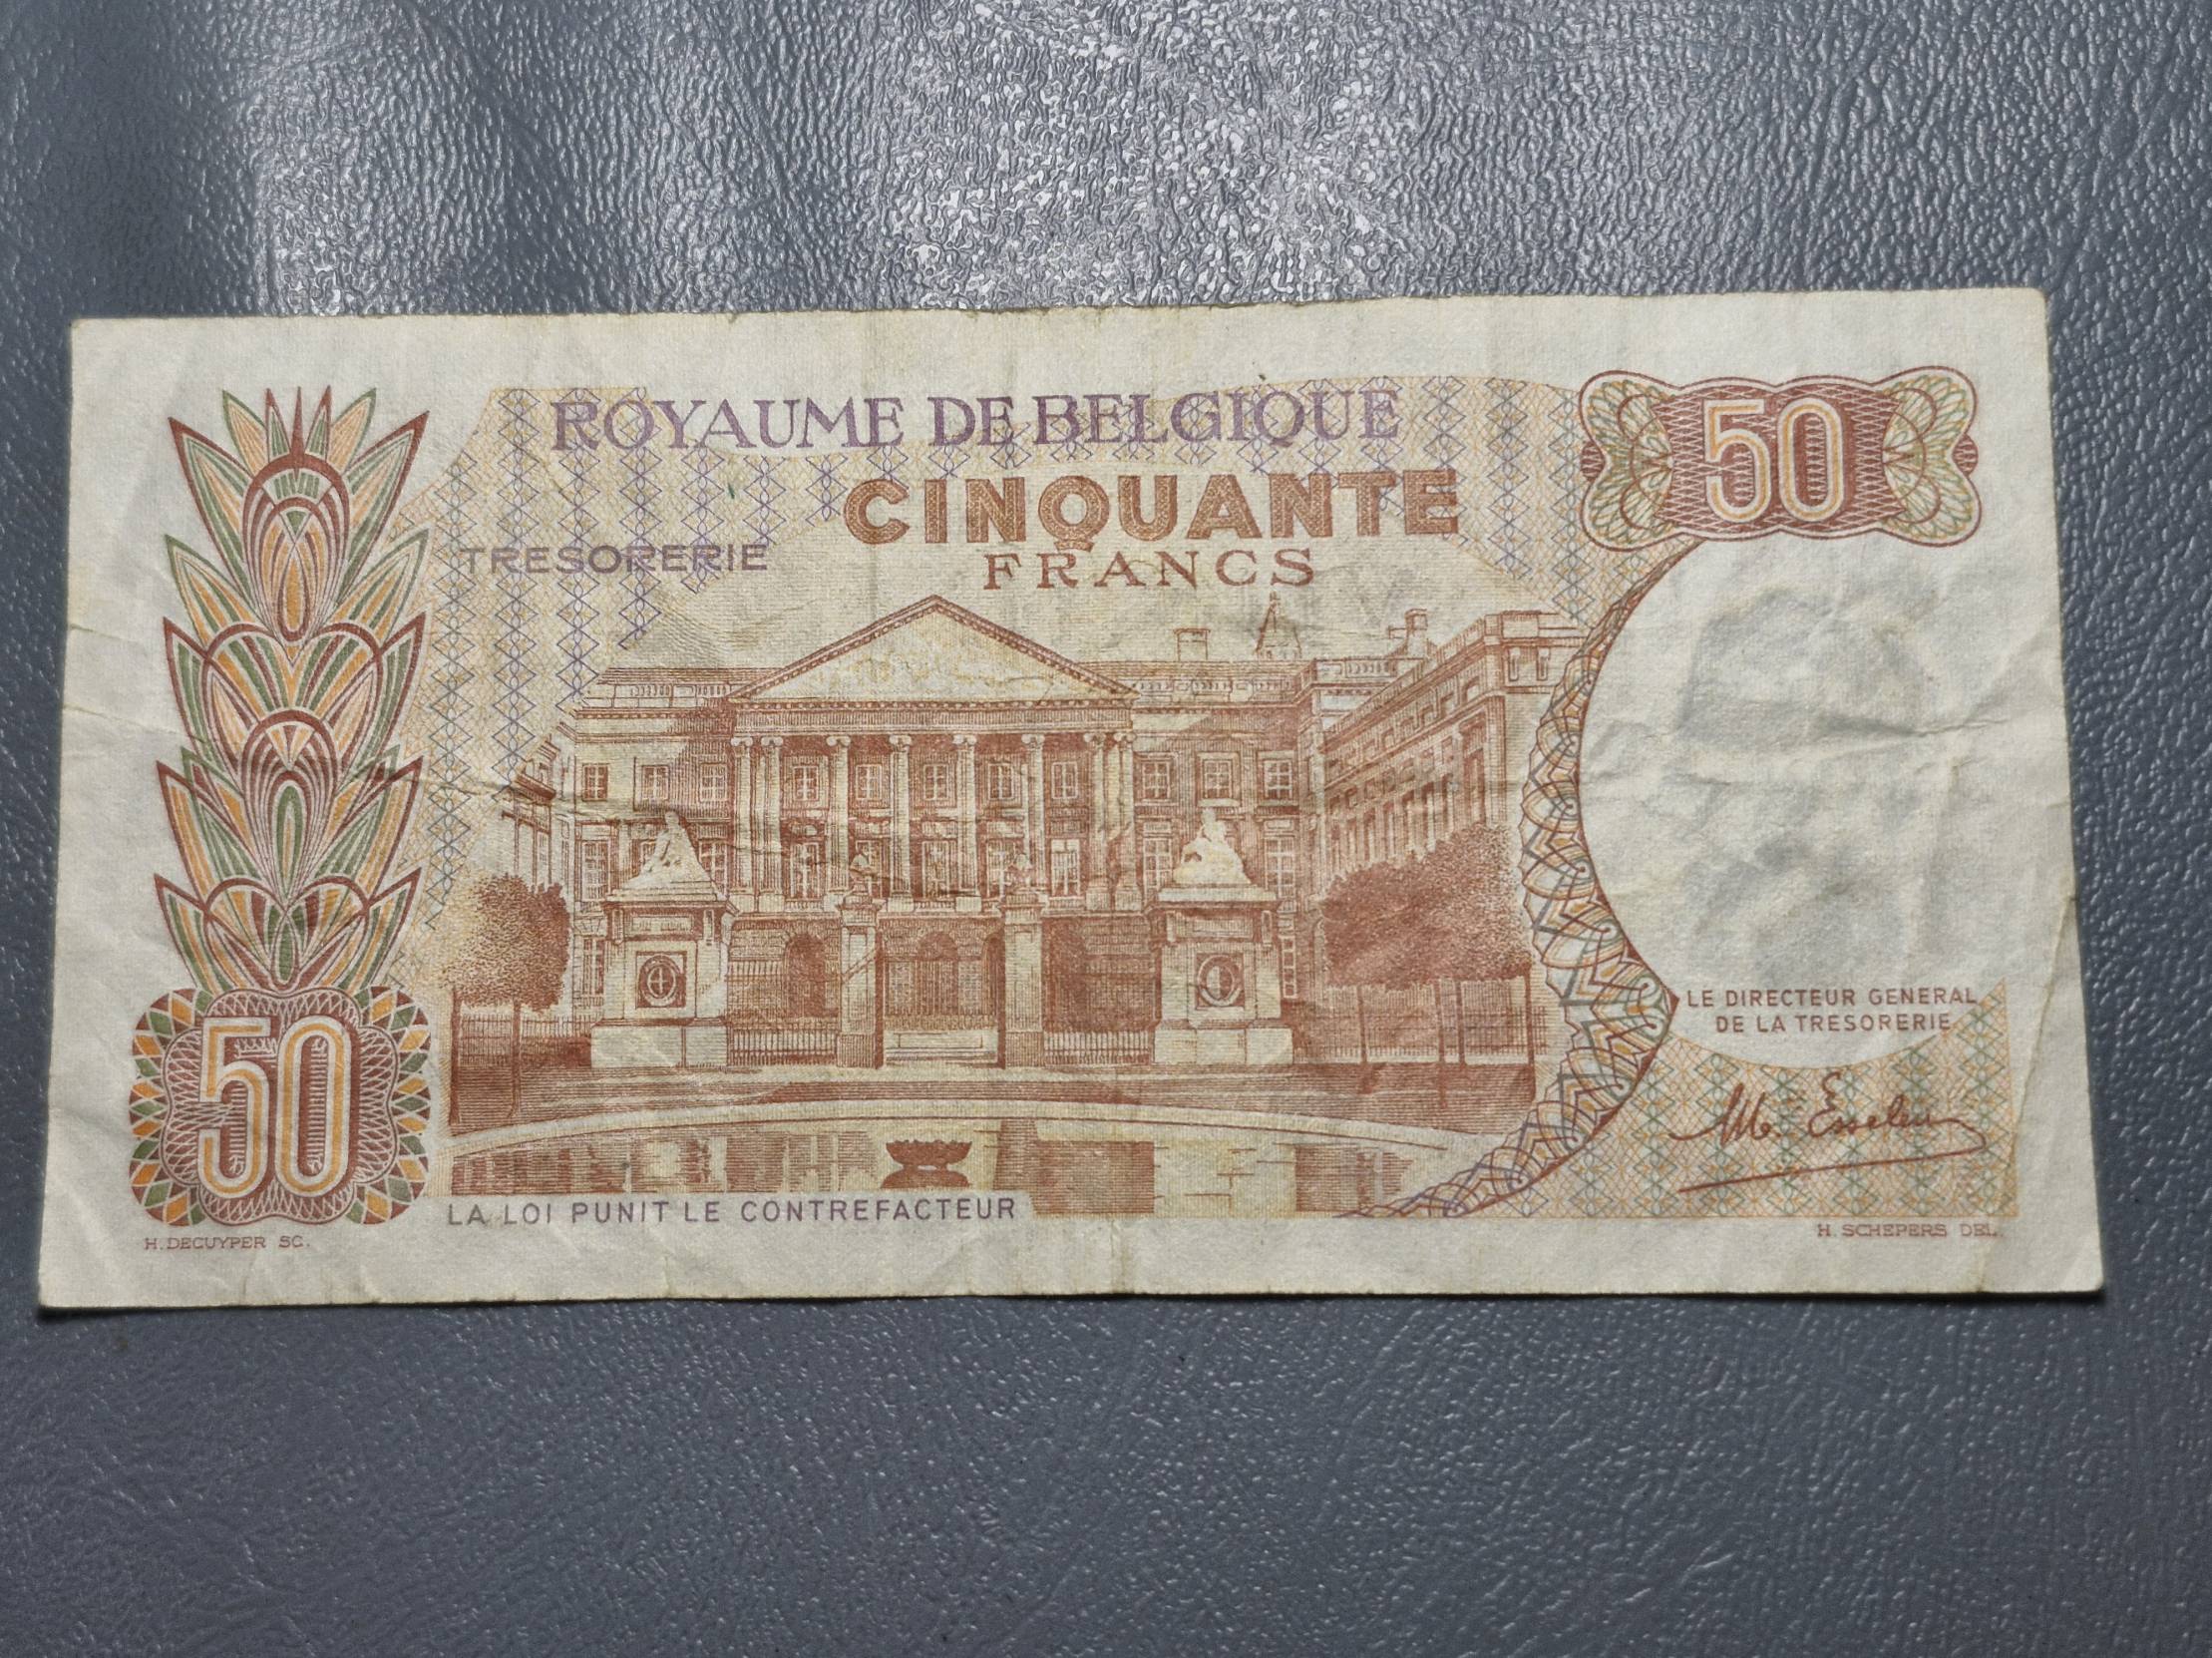 ROYAUME DE BELGIQUE
50
CINQUANTE
TRESORERIE
FRANCS
LE DIRECTEUR GENERAL
DE LA TRESORERIE
50
LA LOI PUNIT LE CONTREFACTEUR
H. DECUYPER SC.
H. SCHEPERS DEL.